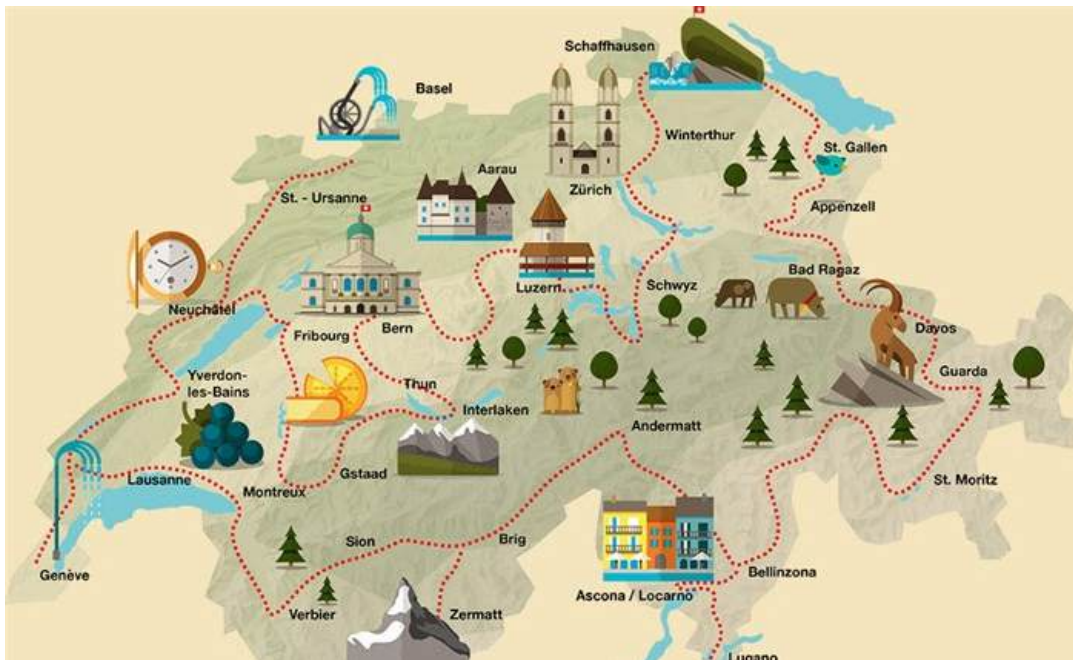 Schaffhausen
Basel
Winterthur
St. Gallen
Aarau
Zürich
St. - Ursanne
Appenzell
Bad Ragaz
Luzern
Schwyz
Neuchâtel
Bern
Fribourg
Davos
Guarda
Yverdon-
les-Bains
Thun
Interlaken
Andermatt
Gstaad
Lausanne
Montreux
St. Moritz
Sion
Brig
Genève
Bellinzona
Ascona / Locarno
Verbier
Zermatt
Lugano